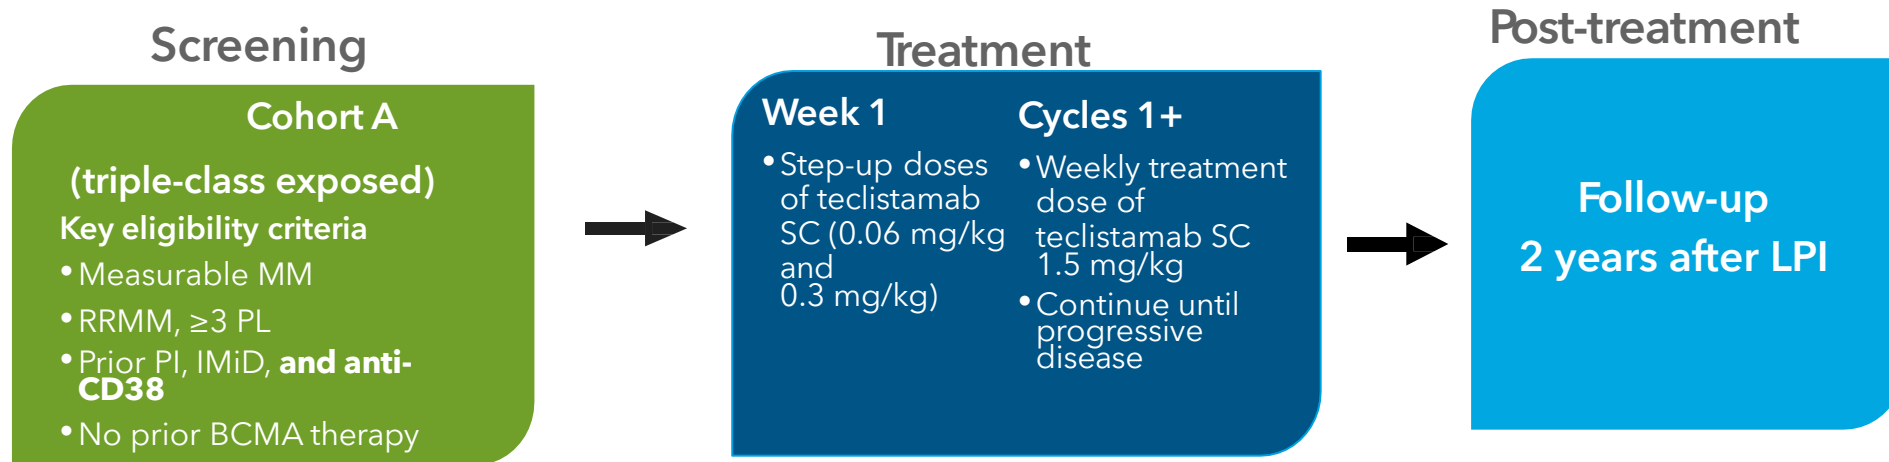 Screening
Cohort A
(triple-class exposed)
Key eligibility criteria
• Measurable MM
• RRMM, ≥3 PL
• Prior PI, IMiD, and anti-
CD38
• No prior BCMA therapy
Treatment
Week 1
• Step-up doses
of teclistamab
SC (0.06 mg/kg
and
0.3 mg/kg)
Cycles 1+
• Weekly treatment
dose of
teclistamab SC
1.5 mg/kg
• Continue until
progressive
disease
Post-treatment
Follow-up
2 years after LPI